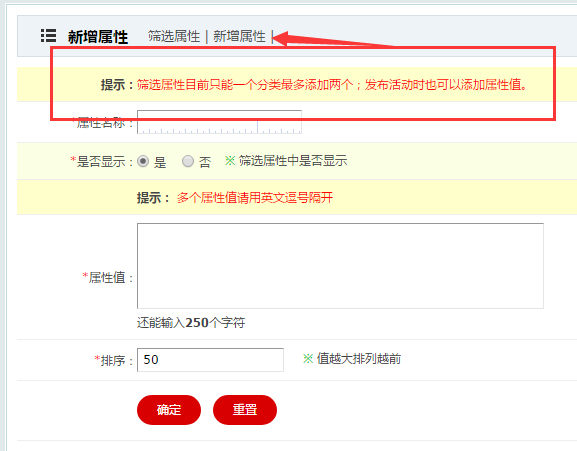 新增属性 筛选属性 | 新增属性 |
提示：筛选属性目前只能一个分类最多添加两个；发布活动时也可以添加属性值。
*属性名称：
*是否显示： 是 否 ※ 筛选属性中是否显示
提示： 多个属性值请用英文逗号隔开
*属性值：
还能输入250个字符
*排序： 50 ※ 值越大排列越前
确定 重置